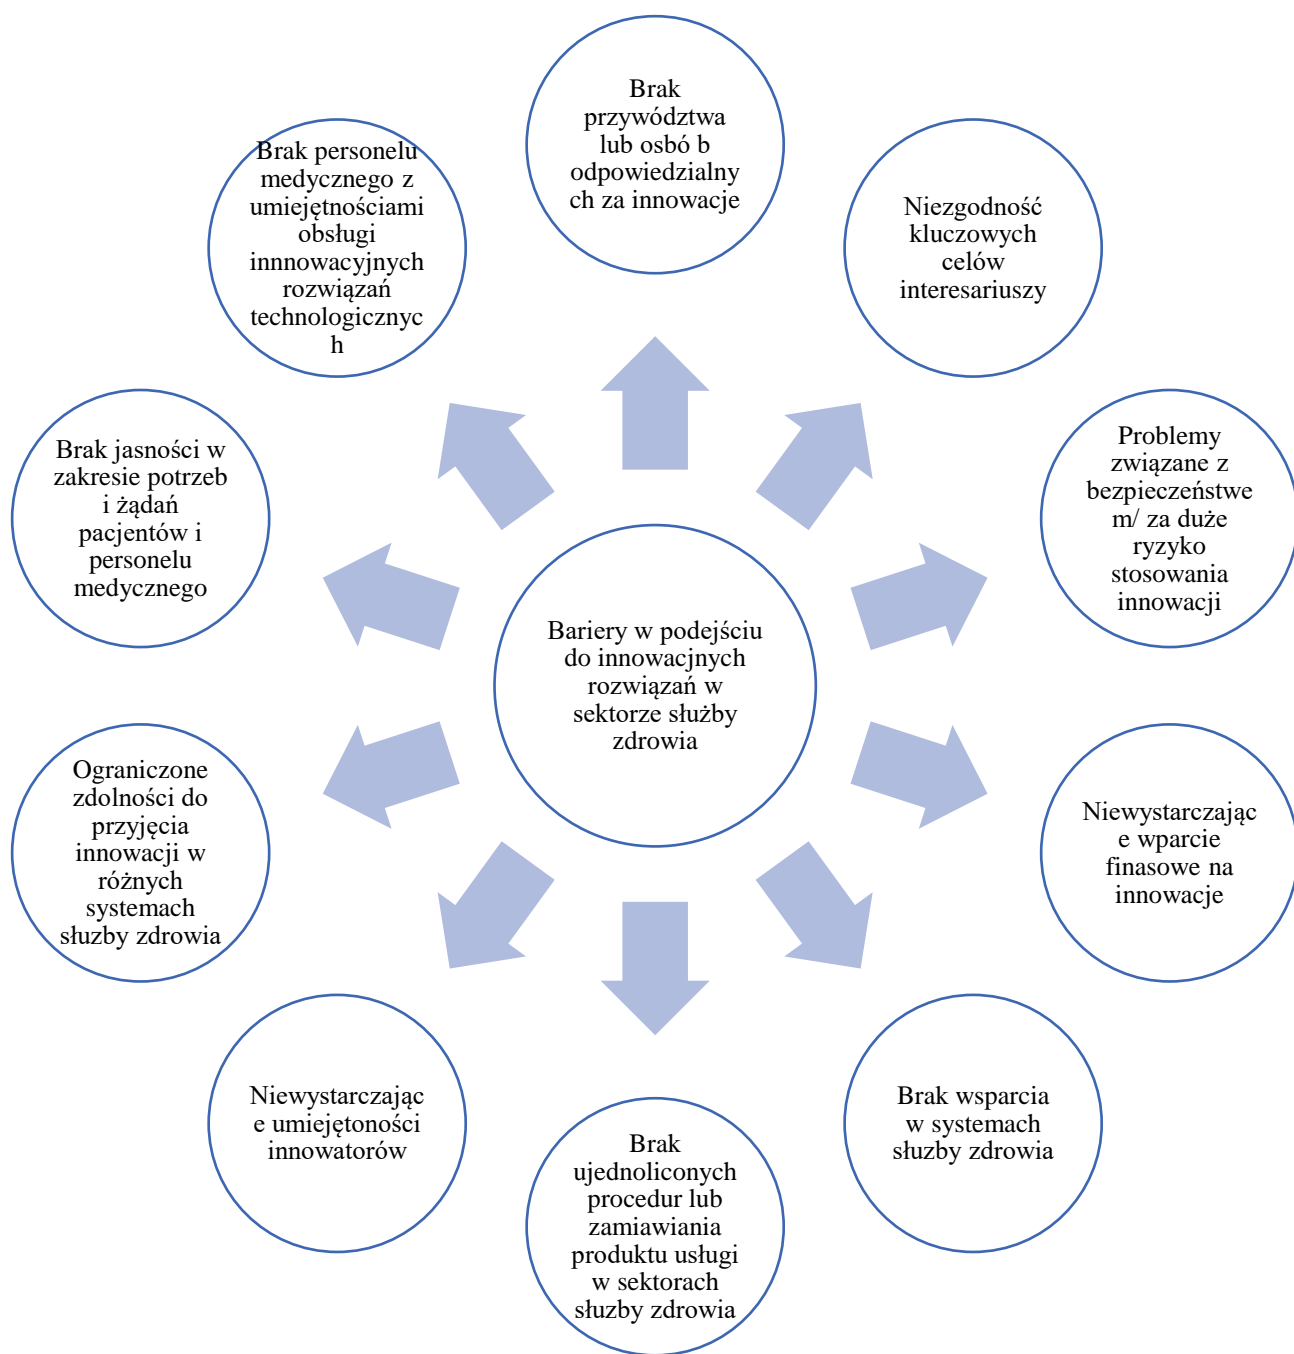 Brak
przywództwa
lub osbó b
odpowiedzialny
ch za innowacje
Niezgodność
kluczowych
celów
interesariuszy
Problemy
związane z
bezpieczeństwe
m/ za duże
ryzyko
stosowania
innowacji
Niewystarczając
e wparcie
finasowe na
innowacje
Brak wsparcia
w systemach
służby zdrowia
Brak
ujednoliconych
procedur lub
zamiawiania
produktu usługi
w sektorach
służby zdrowia
Niewystarczając
e umiejętoności
innowatorów
Ograniczone
zdolności do
przyjęcia
innowacji w
różnych
systemach
służby zdrowia
Brak jasności w
zakresie potrzeb
i żądań
pacjentów i
personelu
medycznego
Brak personelu
medycznego z
umiejętnościami
obsługi
innnowacyjnych
rozwiązań
technologicznyc
h
Bariery w podejściu
do innowacjnych
rozwiązań w
sektorze służby
zdrowia